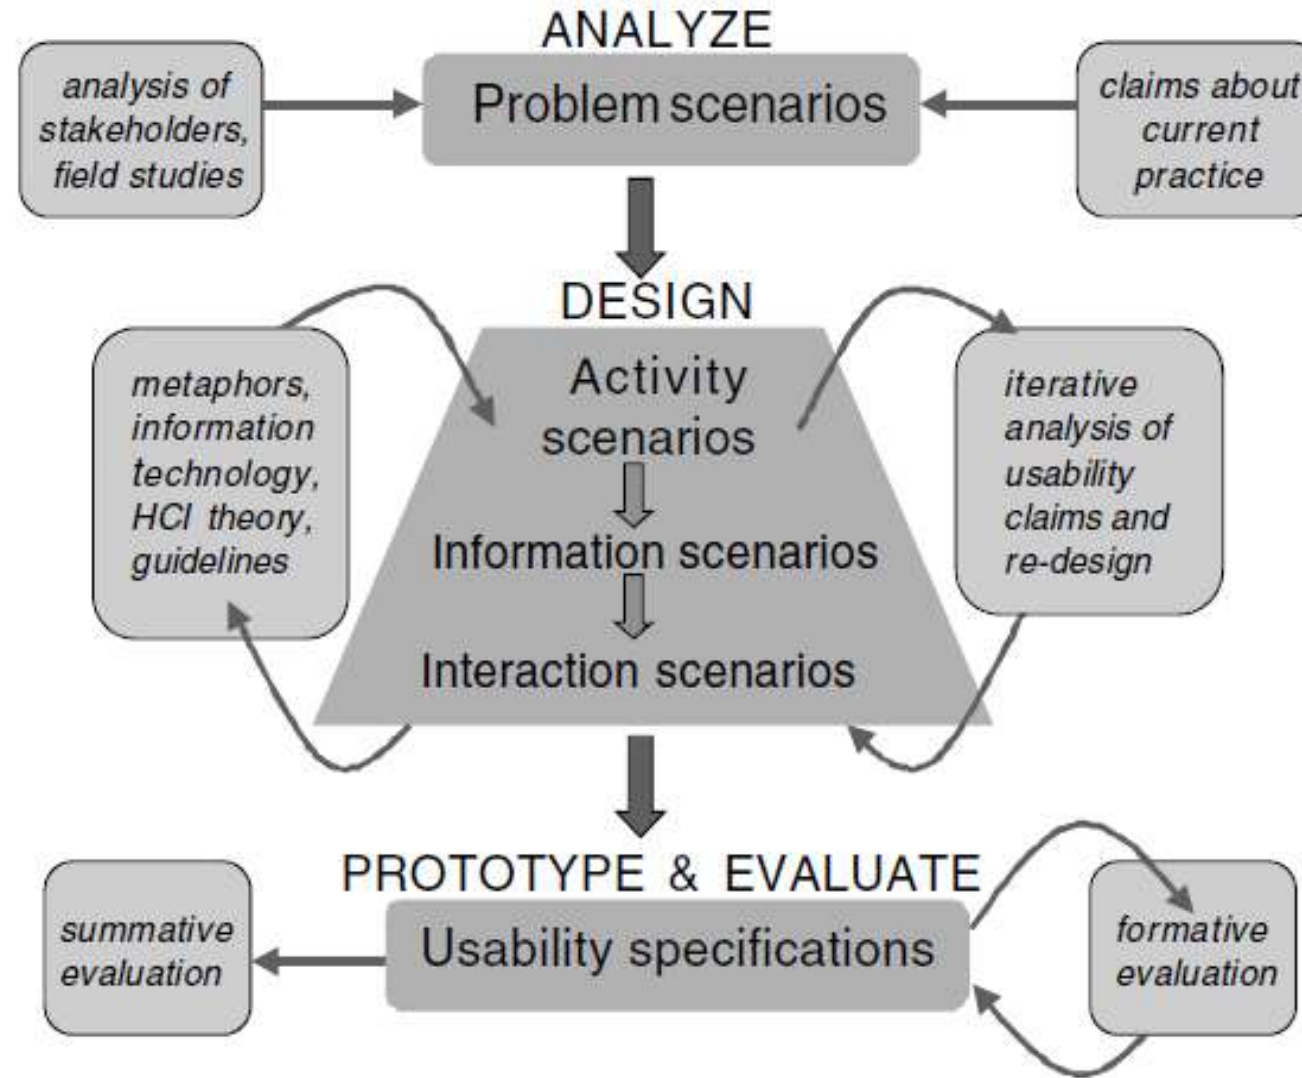 ANALYZE
analysis of
stakeholders,
field studies
Problem scenarios
claims about
current
practice
DESIGN
metaphors,
information
technology,
HCI theory,
guidelines
Activity
scenarios
Information scenarios
Interaction scenarios
iterative
analysis of
usability
claims and
re-design
PROTOTYPE & EVALUATE
summative
evaluation
Usability specifications
formative
evaluation